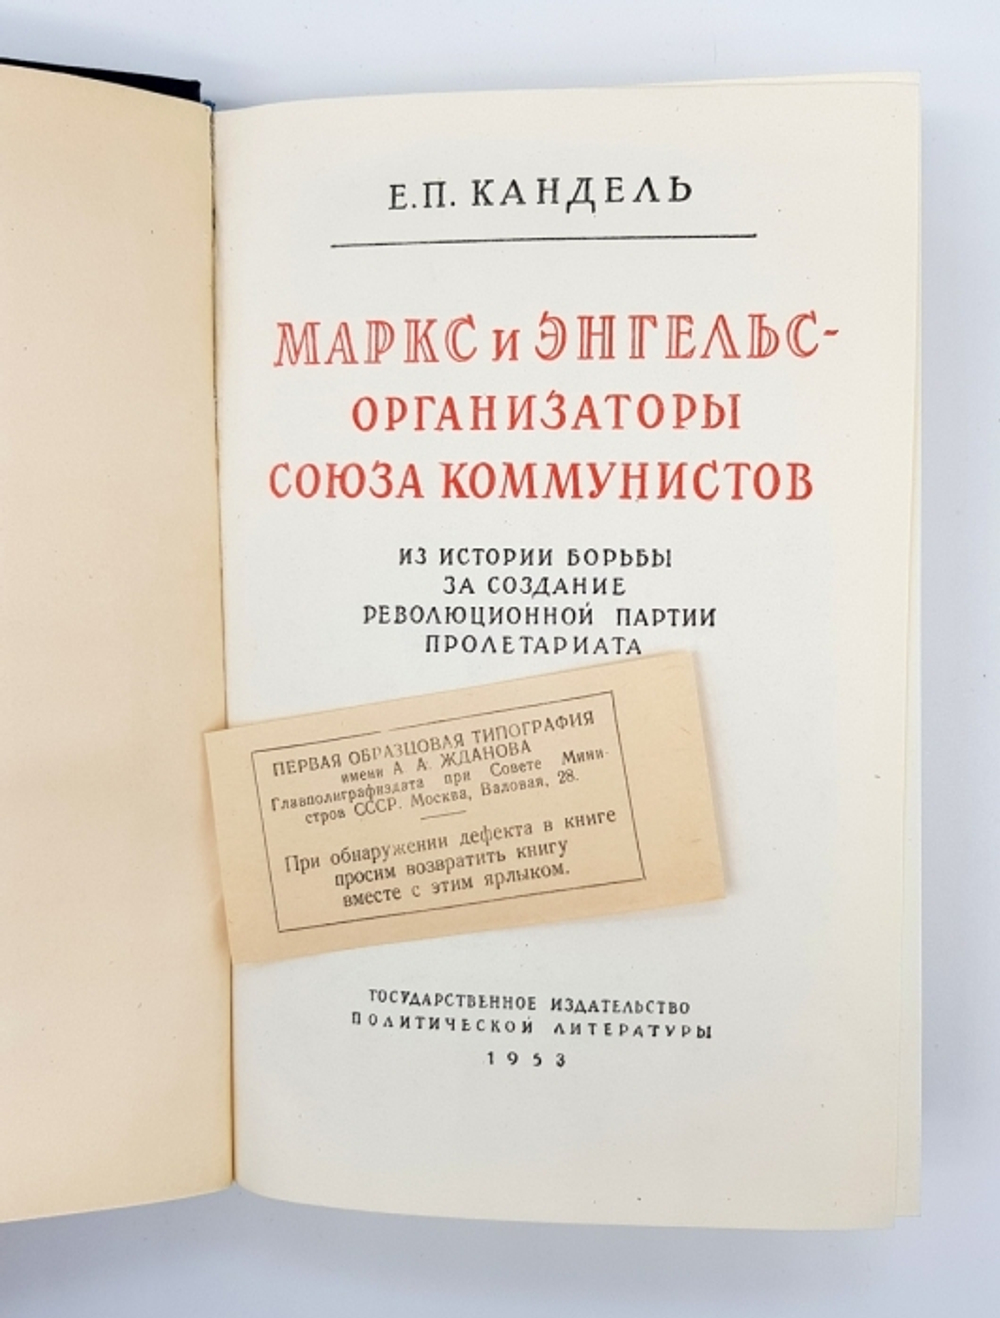 Е.П. КАНДЕЛЬ
МАРКС и ЭНГЕЛЬС-
ОРГАНИЗАТОРЫ
СОЮЗА КОММУНИСТОВ
ИЗ ИСТОРИИ БОРЬБЫ
ЗА СОЗДАНИЕ
РЕВОЛЮЦИОННОЙ ПАРТИИ
ПРОЛЕТАРИАТА
ПЕРВАЯ ОБРАЗЦОВАЯ ТИПОГРАФИЯ
имени А. А. ЖДАНОВА
Главполиграфиздата при Совете Мини-
стров СССР. Москва, Валовая, 28.
При обнаружении дефекта в книге
просим возвратить книгу
вместе с этим ярлыком.
ГОСУДАРСТВЕННОЕ ИЗДАТЕЛЬСТВО
ПОЛИТИЧЕСКОЙ ЛИТЕРАТУРЫ
1953